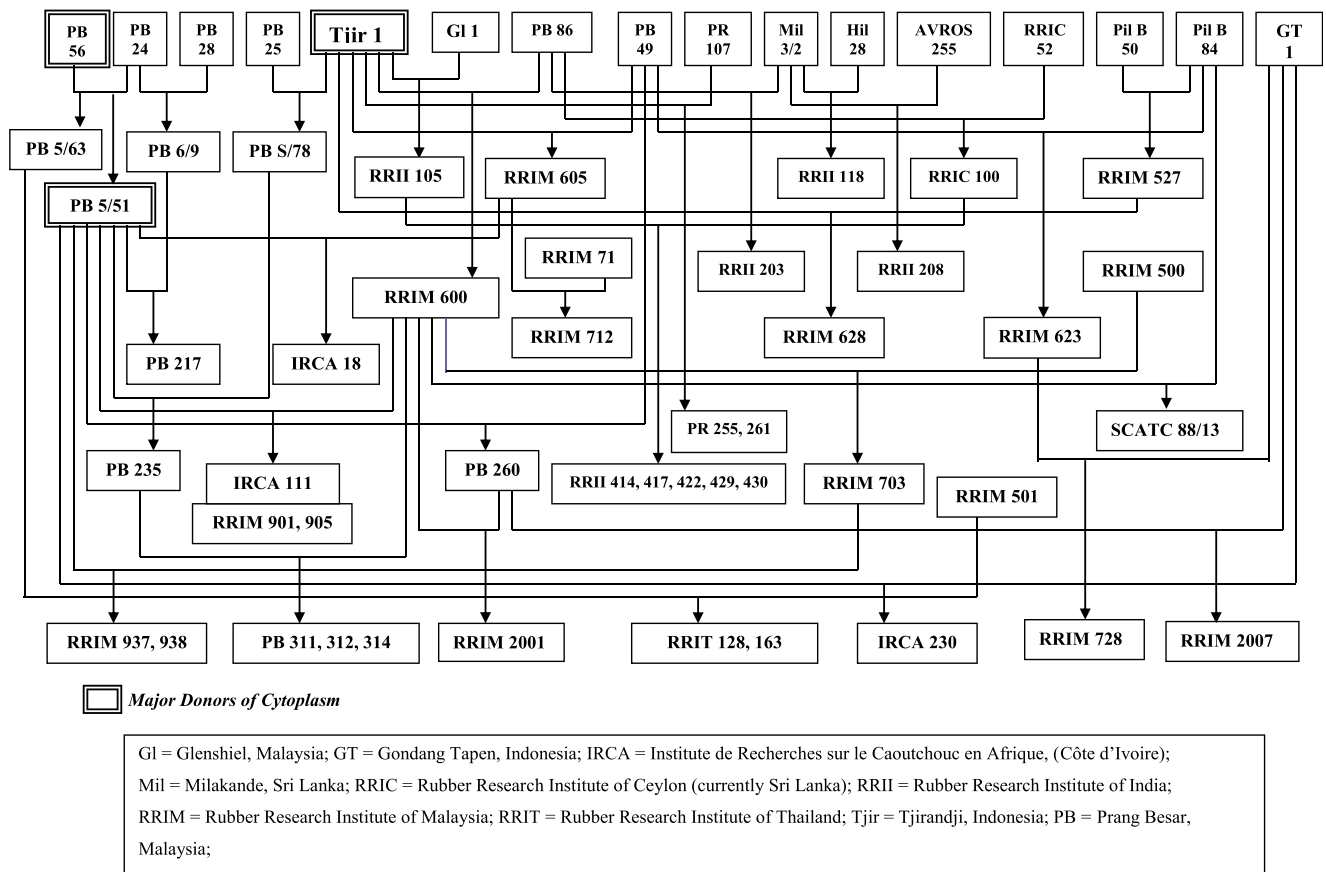 PB
56
PB
24
PB
28
PB
25
Tjir 1
Gl 1
PB 86
PB
49
PR
107
Mil
3/2
Hil
28
AVROS
255
RRIC
52
Pil B
50
Pil B
84
GT
1
PB 5/63
PB 6/9
PB S/78
RRII 105
RRIM 605
RRII 118
RRIC 100
RRIM 527
PB 5/51
RRIM 71
RRII 203
RRII 208
RRIM 500
RRIM 600
RRIM 712
RRIM 628
RRIM 623
PB 217
IRCA 18
PR 255, 261
SCATC 88/13
PB 235
IRCA 111
PB 260
RRII 414, 417, 422, 429, 430
RRIM 703
RRIM 501
RRIM 901, 905
RRIM 937, 938
PB 311, 312, 314
RRIM 2001
RRIT 128, 163
IRCA 230
RRIM 728
RRIM 2007
Major Donors of Cytoplasm
Gl = Glenshiel, Malaysia; GT = Gondang Tapen, Indonesia; IRCA = Institute de Recherches sur le Caoutchouc en Afrique, (Côte d’Ivoire);
Mil = Milakande, Sri Lanka; RRIC = Rubber Research Institute of Ceylon (currently Sri Lanka); RRII = Rubber Research Institute of India;
RRIM = Rubber Research Institute of Malaysia; RRIT = Rubber Research Institute of Thailand; Tjir = Tjirandji, Indonesia; PB = Prang Besar,
Malaysia;